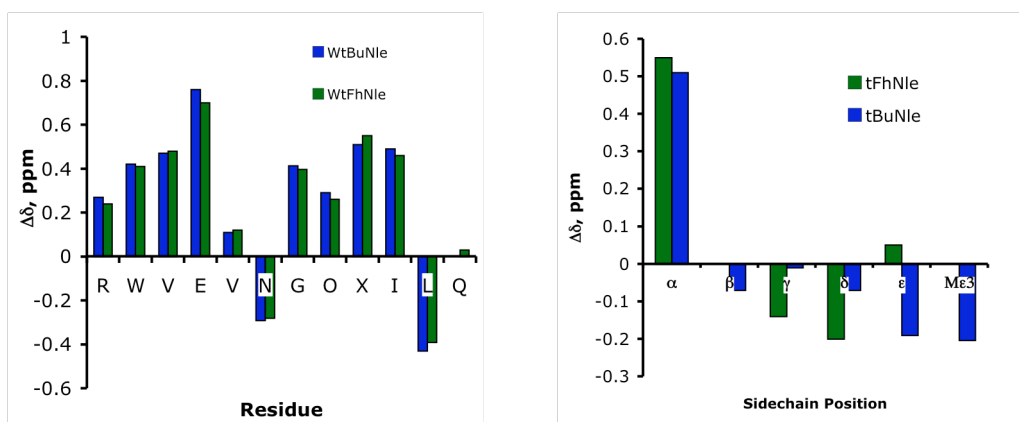 1
0.8
0.6
0.4
0.2
0
-0.2
-0.4
-0.6
Δδ, ppm
WtBuNle
WtFhNle
R W V E V N G O X I L Q
Residue
0.6
0.5
0.4
0.3
0.2
0.1
0
-0.1
-0.2
-0.3
Δδ, ppm
tFhNle
tBuNle
α β γ δ ε Mε3
Sidechain Position